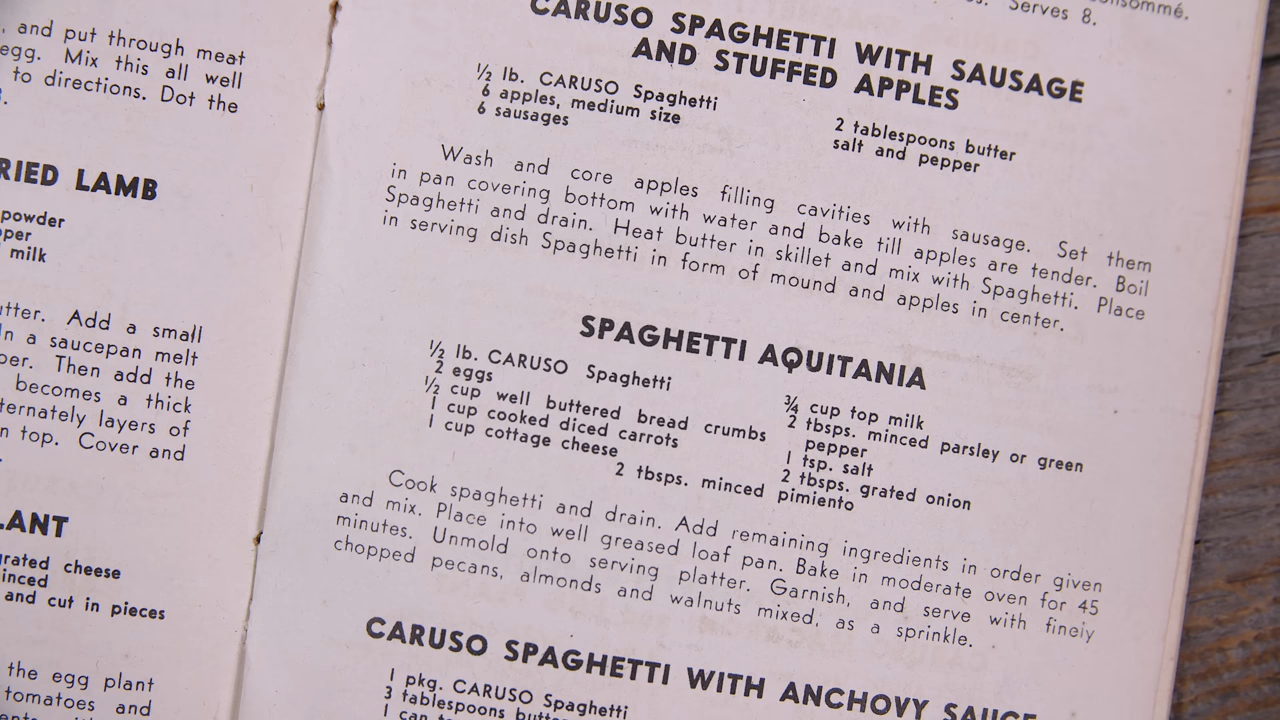 , and put through meat
egg. Mix this all well
to directions. Dot the
RIED LAMB
powder
milk
utter. Add a small
In a saucepan melt
per. Then add the
becomes a thick
ternately layers of
n top. Cover and
LANT
grated cheese
inced
and cut in pieces
the egg plant
tomatoes and
Serves 8.
CARUSO SPAGHETTI WITH SAUSAGE
AND STUFFED APPLES
½ lb. CARUSO Spaghetti
6 apples, medium size
6 sausages
2 tablespoons butter
salt and pepper
Wash and core apples filling cavities with sausage. Set them
in pan covering bottom with water and bake till apples are tender. Boil
Spaghetti and drain. Heat butter in skillet and mix with Spaghetti. Place
in serving dish Spaghetti in form of mound and apples in center.
SPAGHETTI AQUITANIA
½ lb. CARUSO Spaghetti
2 eggs
½ cup well buttered bread crumbs
1 cup cooked diced carrots
1 cup cottage cheese
¾ cup top milk
2 tbsps. minced parsley or green
pepper
1 tsp. salt
2 tbsps. grated onion
2 tbsps. minced pimiento
Cook spaghetti and drain. Add remaining ingredients in order given
and mix. Place into well greased loaf pan. Bake in moderate oven for 45
minutes. Unmold onto serving platter. Garnish, and serve with finely
chopped pecans, almonds and walnuts mixed, as a sprinkle.
CARUSO SPAGHETTI WITH ANCHOVY SAUCE
1 pkg. CARUSO Spaghetti
3 tablespoons butter
1 can